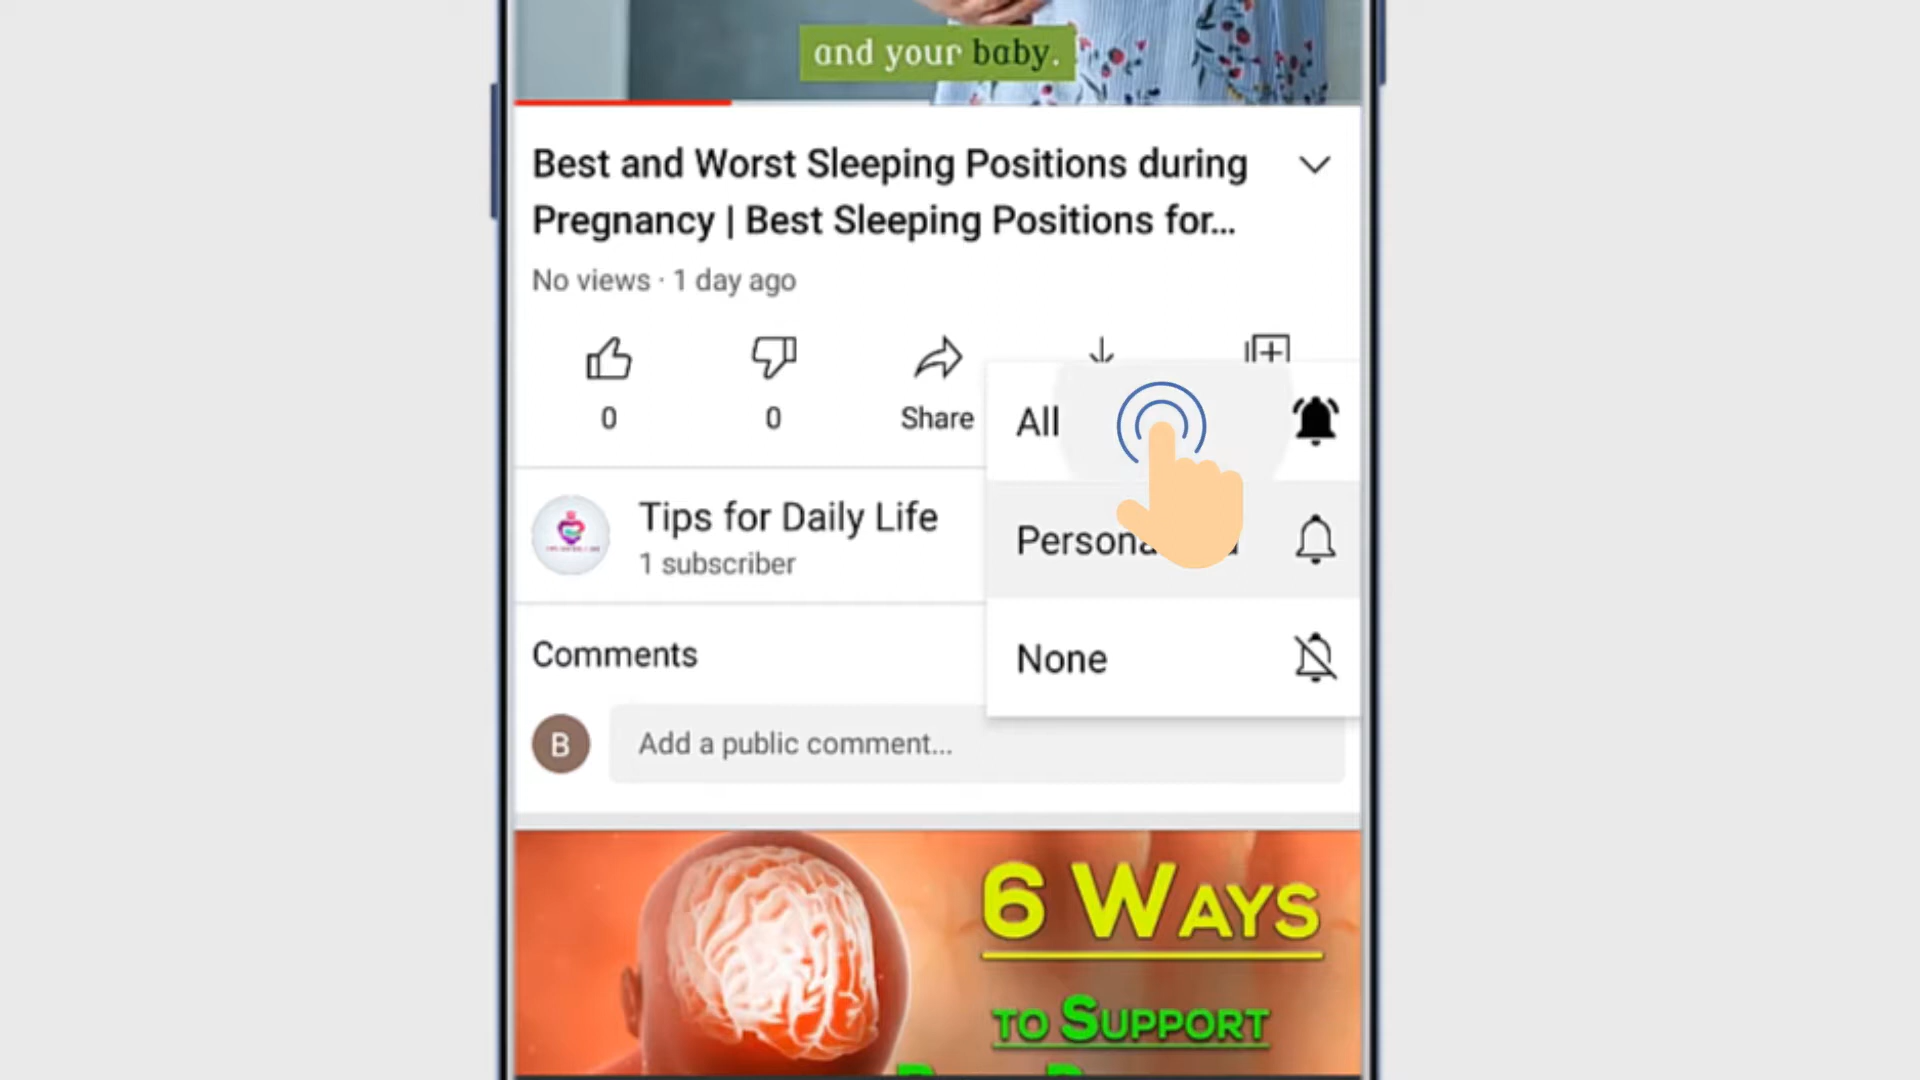 and your baby.
Best and Worst Sleeping Positions during
Pregnancy | Best Sleeping Positions for...
No views · 1 day ago
0
0
Share
All
Tips for Daily Life
1 subscriber
None
Comments
B
Add a public comment...
6 WAYS
TO SUPPORT